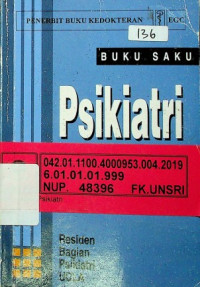 PENERBIT BUKU KEDOKTERAN EGC
136
BUKU SAKU
Psikiatri
042.01.1100.4000953.004.2019
6.01.01.01.999
NUP. 48396 FK.UNSRI
Psikiatri
Residen
Bagian
Psikiatri